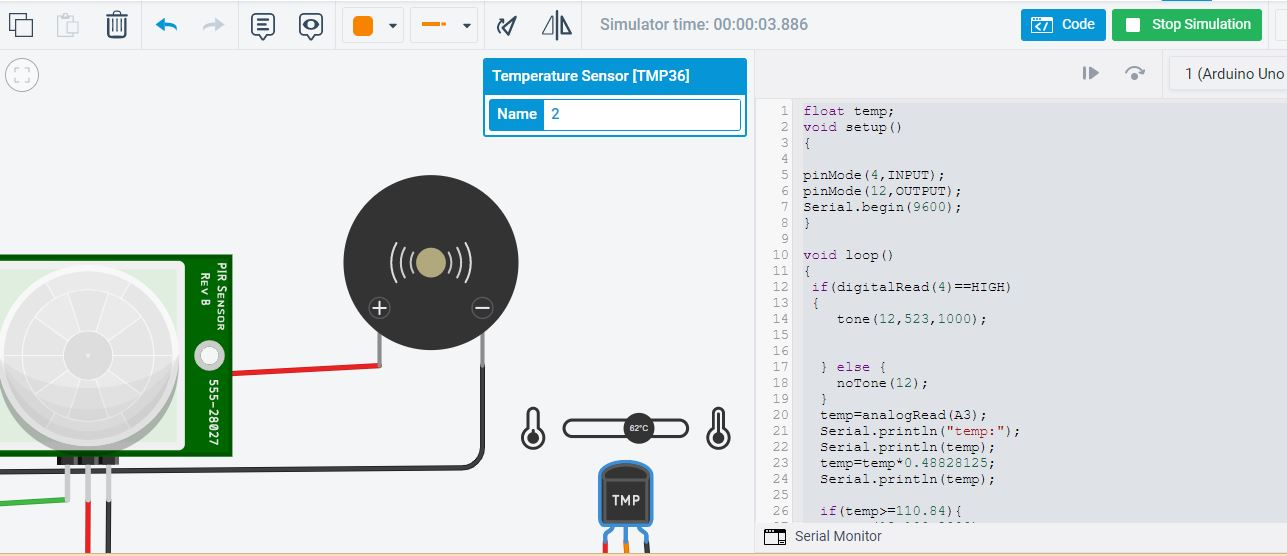 Simulator time: 00:00:03.886
Code
Stop Simulation
Temperature Sensor [TMP36]
Name 2
1 (Arduino Uno
PIR SENSOR
REV B
555-28027
+
−
62°C
TMP
1 float temp;
2 void setup()
3 {
4
5 pinMode(4,INPUT);
6 pinMode(12,OUTPUT);
7 Serial.begin(9600);
8 }
9
10 void loop()
11 {
12 if(digitalRead(4)==HIGH)
13 {
14 tone(12,523,1000);
15
16
17 } else {
18 noTone(12);
19 }
20 temp=analogRead(A3);
21 Serial.println("temp:");
22 Serial.println(temp);
23 temp=temp*0.48828125;
24 Serial.println(temp);
25
26 if(temp>=110.84){
Serial Monitor